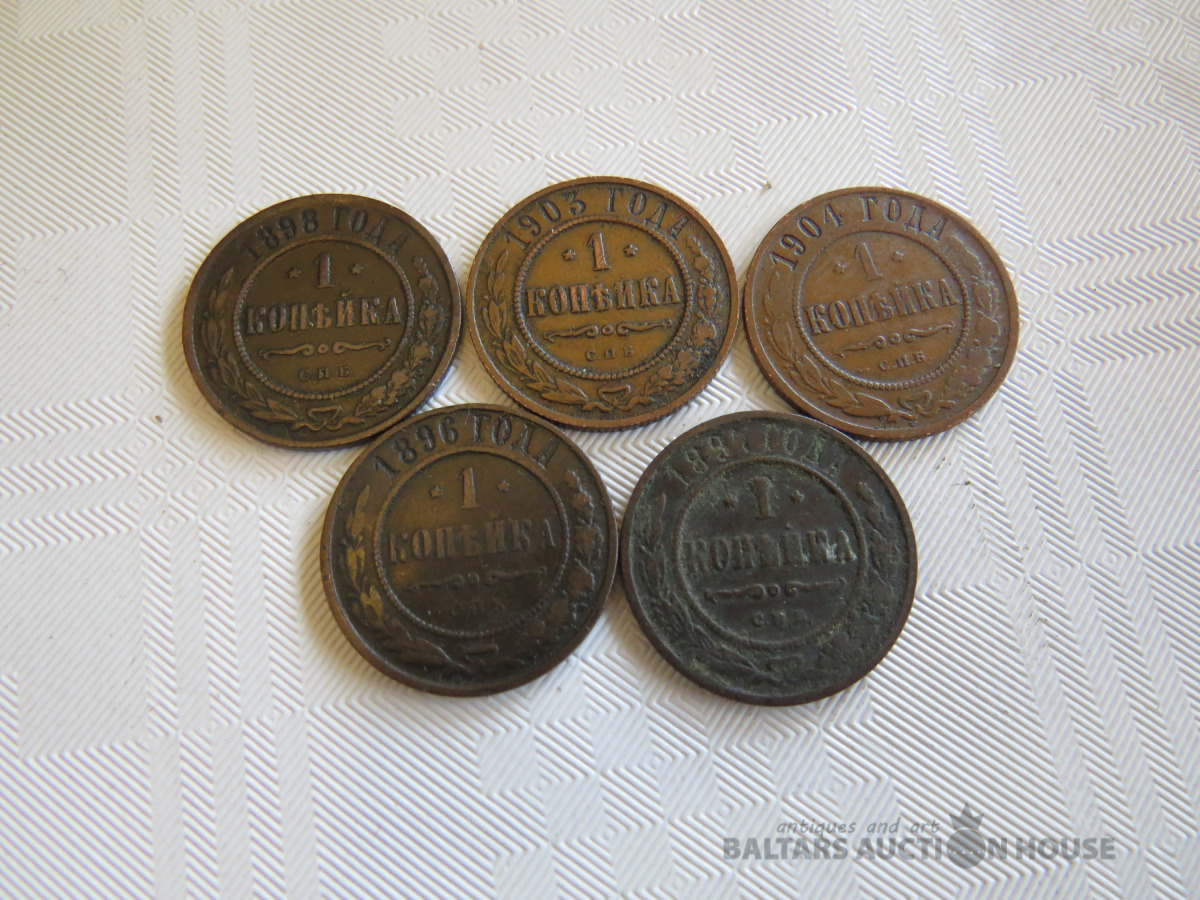 1898 ГОДА
1
КОПѢЙКА
С.П.Б.
1903 ГОДА
1
КОПѢЙКА
С.П.Б
1904 ГОДА
1
КОПѢЙКА
С.П.Б.
1896 ГОДА
1
КОПѢЙКА
С.П.Б.
1897 ГОДА
1
КОПѢЙКА
С.П.Б.
antiques and art
BALTARS AUCTION HOUSE